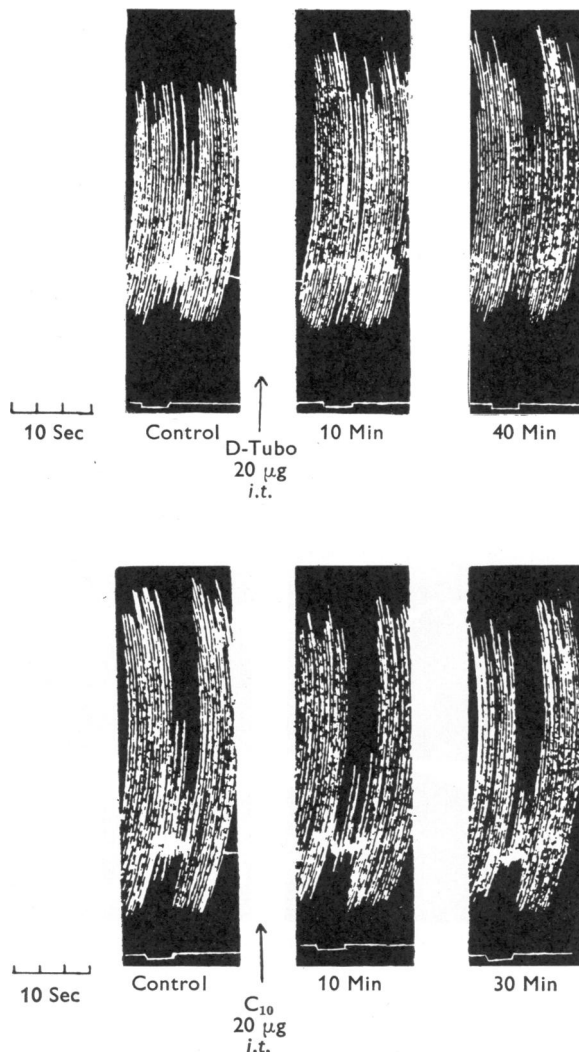 10 Sec Control 10 Min 40 Min
D-Tubo
20 µg
i.t.
10 Sec Control 10 Min 30 Min
C₁₀
20 µg
i.t.